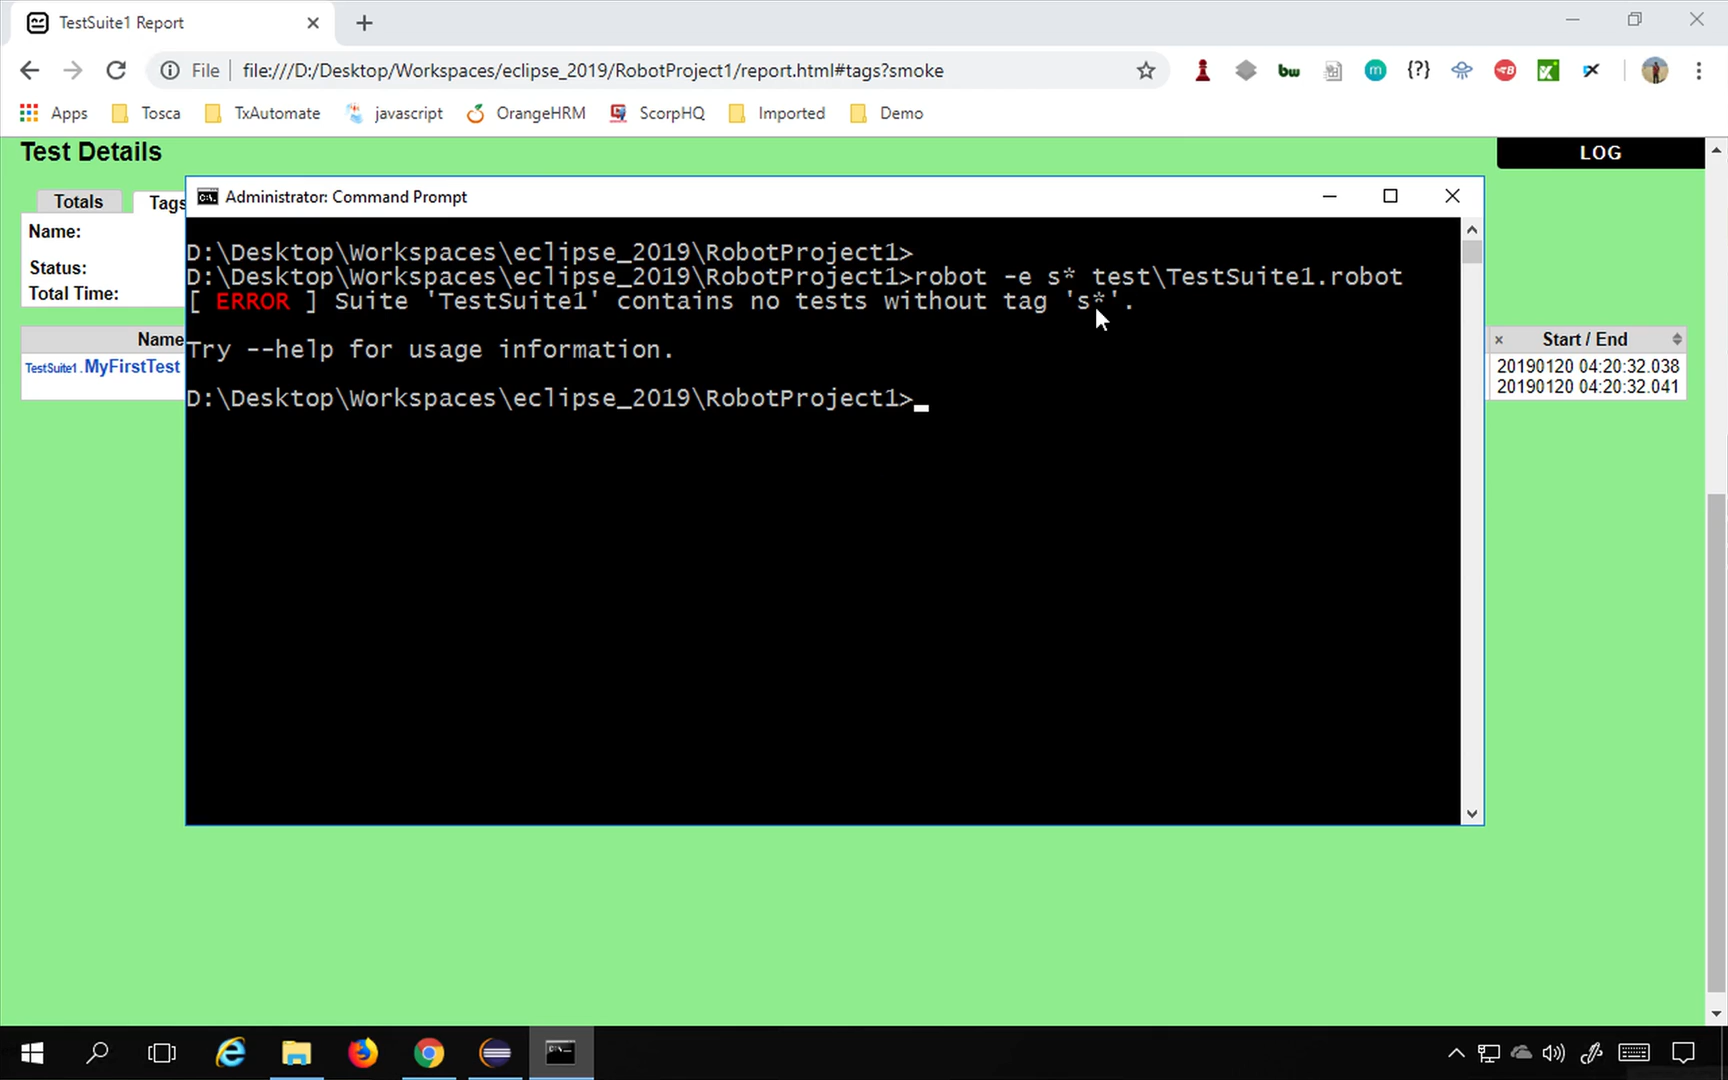 TestSuite1 Report
File
file:///D:/Desktop/Workspaces/eclipse_2019/RobotProject1/report.html#tags?smoke
bw
m
{?}
Apps
Tosca
TxAutomate
javascript
OrangeHRM
ScorpHQ
Imported
Demo
Test Details
LOG
Totals
Tags
Name:
Status:
Total Time:
Name
× Start / End
TestSuite1 . MyFirstTest
20190120 04:20:32.038
20190120 04:20:32.041
Administrator: Command Prompt
D:\Desktop\Workspaces\eclipse_2019\RobotProject1>
D:\Desktop\Workspaces\eclipse_2019\RobotProject1>robot -e s* test\TestSuite1.robot
[ ERROR ] Suite 'TestSuite1' contains no tests without tag 's*'.
Try --help for usage information.
D:\Desktop\Workspaces\eclipse_2019\RobotProject1>